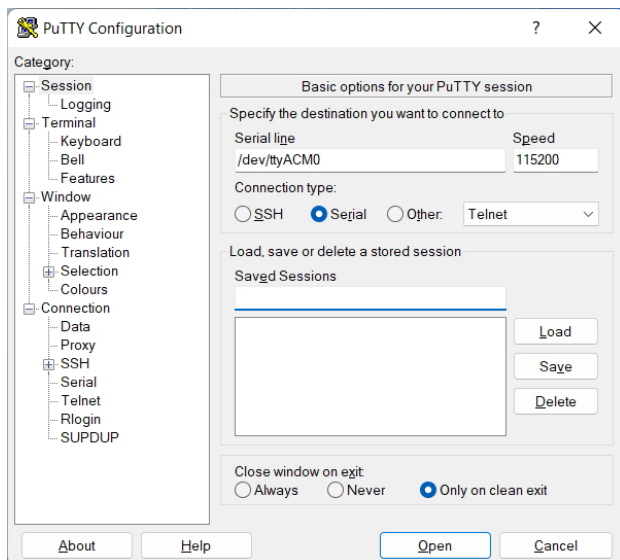 PuTTY Configuration
?
Category:
Session
Logging
Terminal
Keyboard
Bell
Features
Window
Appearance
Behaviour
Translation
Selection
Colours
Connection
Data
Proxy
SSH
Serial
Telnet
Rlogin
SUPDUP
Basic options for your PuTTY session
Specify the destination you want to connect to
Serial line Speed
/dev/ttyACM0 115200
Connection type:
SSH Serial Other: Telnet
Load, save or delete a stored session
Saved Sessions
Load
Save
Delete
Close window on exit:
Always Never Only on clean exit
About Help Open Cancel